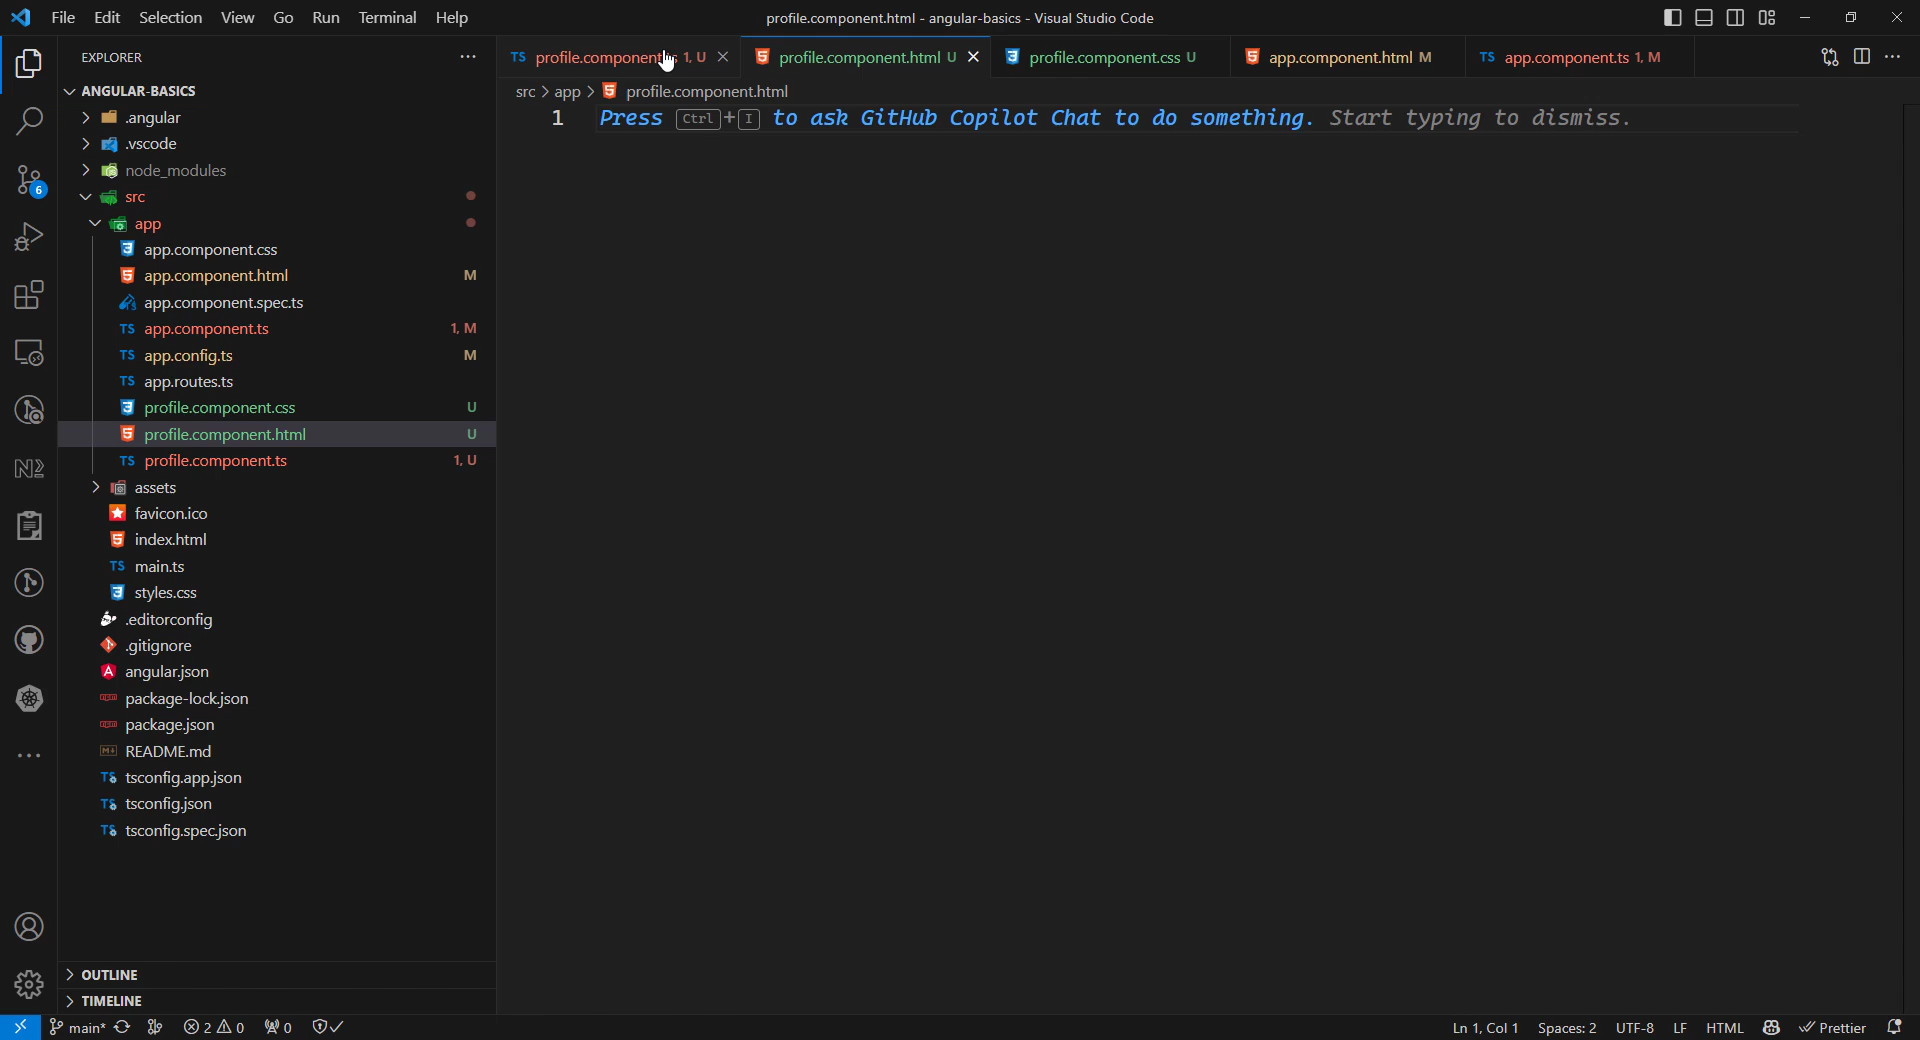 File Edit Selection View Go Run Terminal Help
profile.component.html - angular-basics - Visual Studio Code
EXPLORER
TS profile.component 1, U
profile.component.html U
profile.component.css U
app.component.html M
TS app.component.ts 1, M
ANGULAR-BASICS
src > app > profile.component.html
1 Press Ctrl+I to ask GitHub Copilot Chat to do something. Start typing to dismiss.
.angular
.vscode
node_modules
src
app
app.component.css
app.component.html M
app.component.spec.ts
TS app.component.ts 1, M
TS app.config.ts M
TS app.routes.ts
profile.component.css U
profile.component.html U
TS profile.component.ts 1, U
assets
favicon.ico
index.html
TS main.ts
styles.css
.editorconfig
.gitignore
angular.json
package-lock.json
package.json
README.md
TS tsconfig.app.json
TS tsconfig.json
TS tsconfig.spec.json
6
OUTLINE
TIMELINE
main* 2 0 0
Ln 1, Col 1 Spaces: 2 UTF-8 LF HTML Prettier